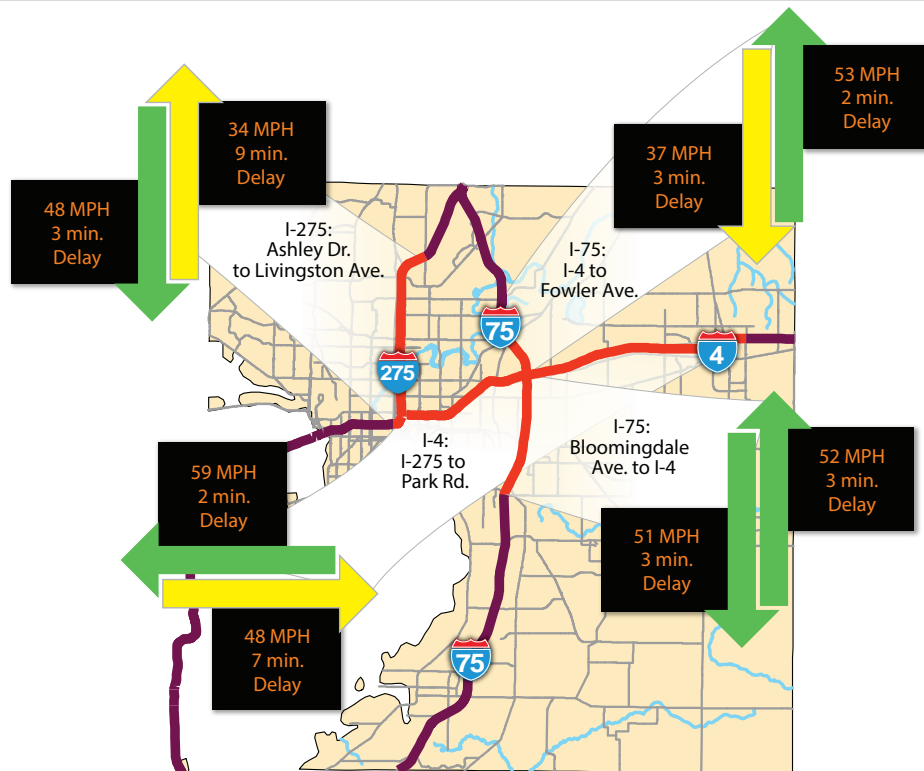 53 MPH
2 min.
Delay
34 MPH
9 min.
Delay
37 MPH
3 min.
Delay
48 MPH
3 min.
Delay
I-275:
Ashley Dr.
to Livingston Ave.
I-75:
I-4 to
Fowler Ave.
75
4
275
I-4:
I-275 to
Park Rd.
I-75:
Bloomingdale
Ave. to I-4
59 MPH
2 min.
Delay
52 MPH
3 min.
Delay
51 MPH
3 min.
Delay
48 MPH
7 min.
Delay
75